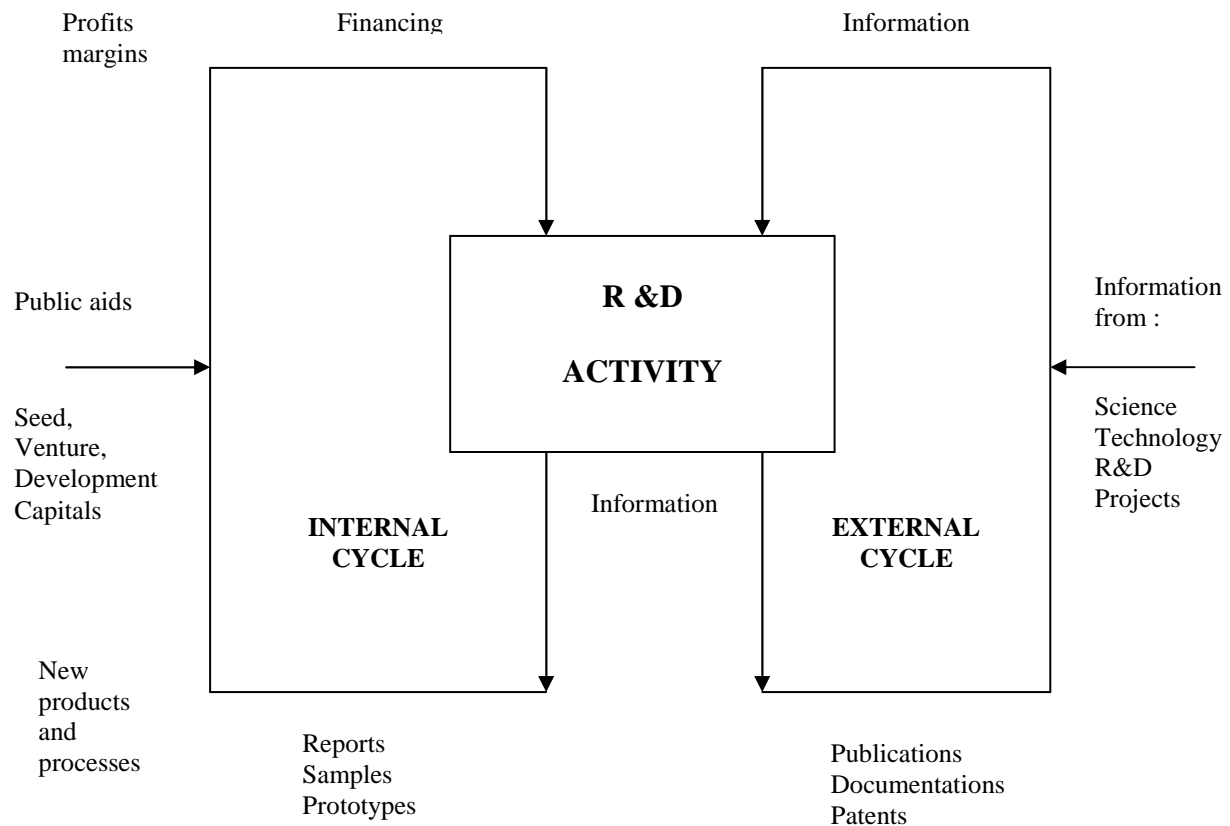 Profits
margins
Financing
Information
R &D
ACTIVITY
Public aids
Seed,
Venture,
Development
Capitals
Information
from :
Science
Technology
R&D
Projects
Information
INTERNAL
CYCLE
EXTERNAL
CYCLE
New
products
and
processes
Reports
Samples
Prototypes
Publications
Documentations
Patents